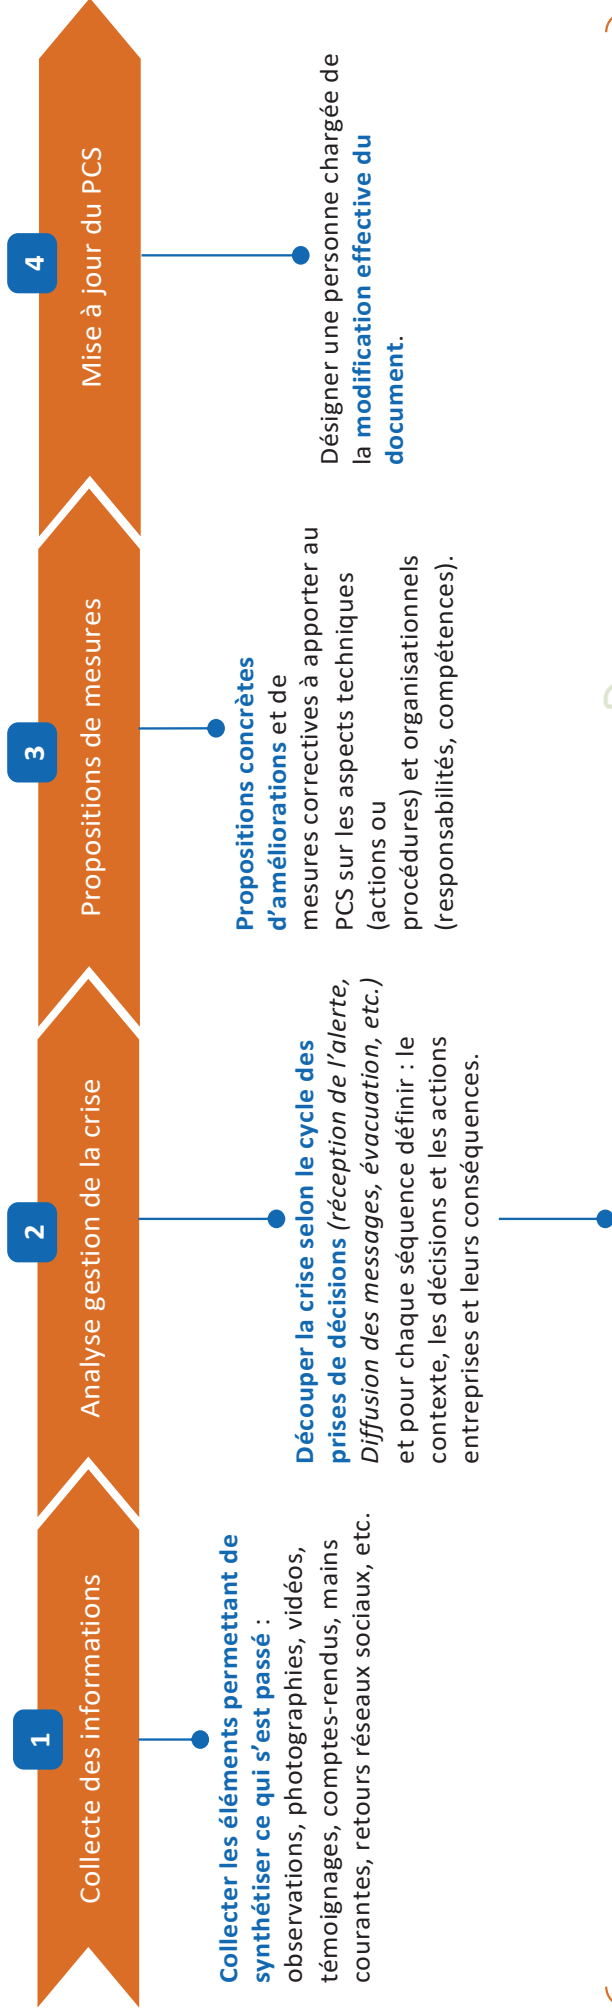 1
Collecte des informations
Collecter les éléments permettant de
synthétiser ce qui s’est passé :
observations, photographies, vidéos,
témoignages, comptes-rendus, mains
courantes, retours réseaux sociaux, etc.
2
Analyse gestion de la crise
Découper la crise selon le cycle des
prises de décisions (réception de l’alerte,
Diffusion des messages, évacuation, etc.)
et pour chaque séquence définir : le
contexte, les décisions et les actions
entreprises et leurs conséquences.
3
Propositions de mesures
Propositions concrètes
d’améliorations et de
mesures correctives à apporter au
PCS sur les aspects techniques
(actions ou
procédures) et organisationnels
(responsabilités, compétences).
4
Mise à jour du PCS
Désigner une personne chargée de
la modification effective du
document.